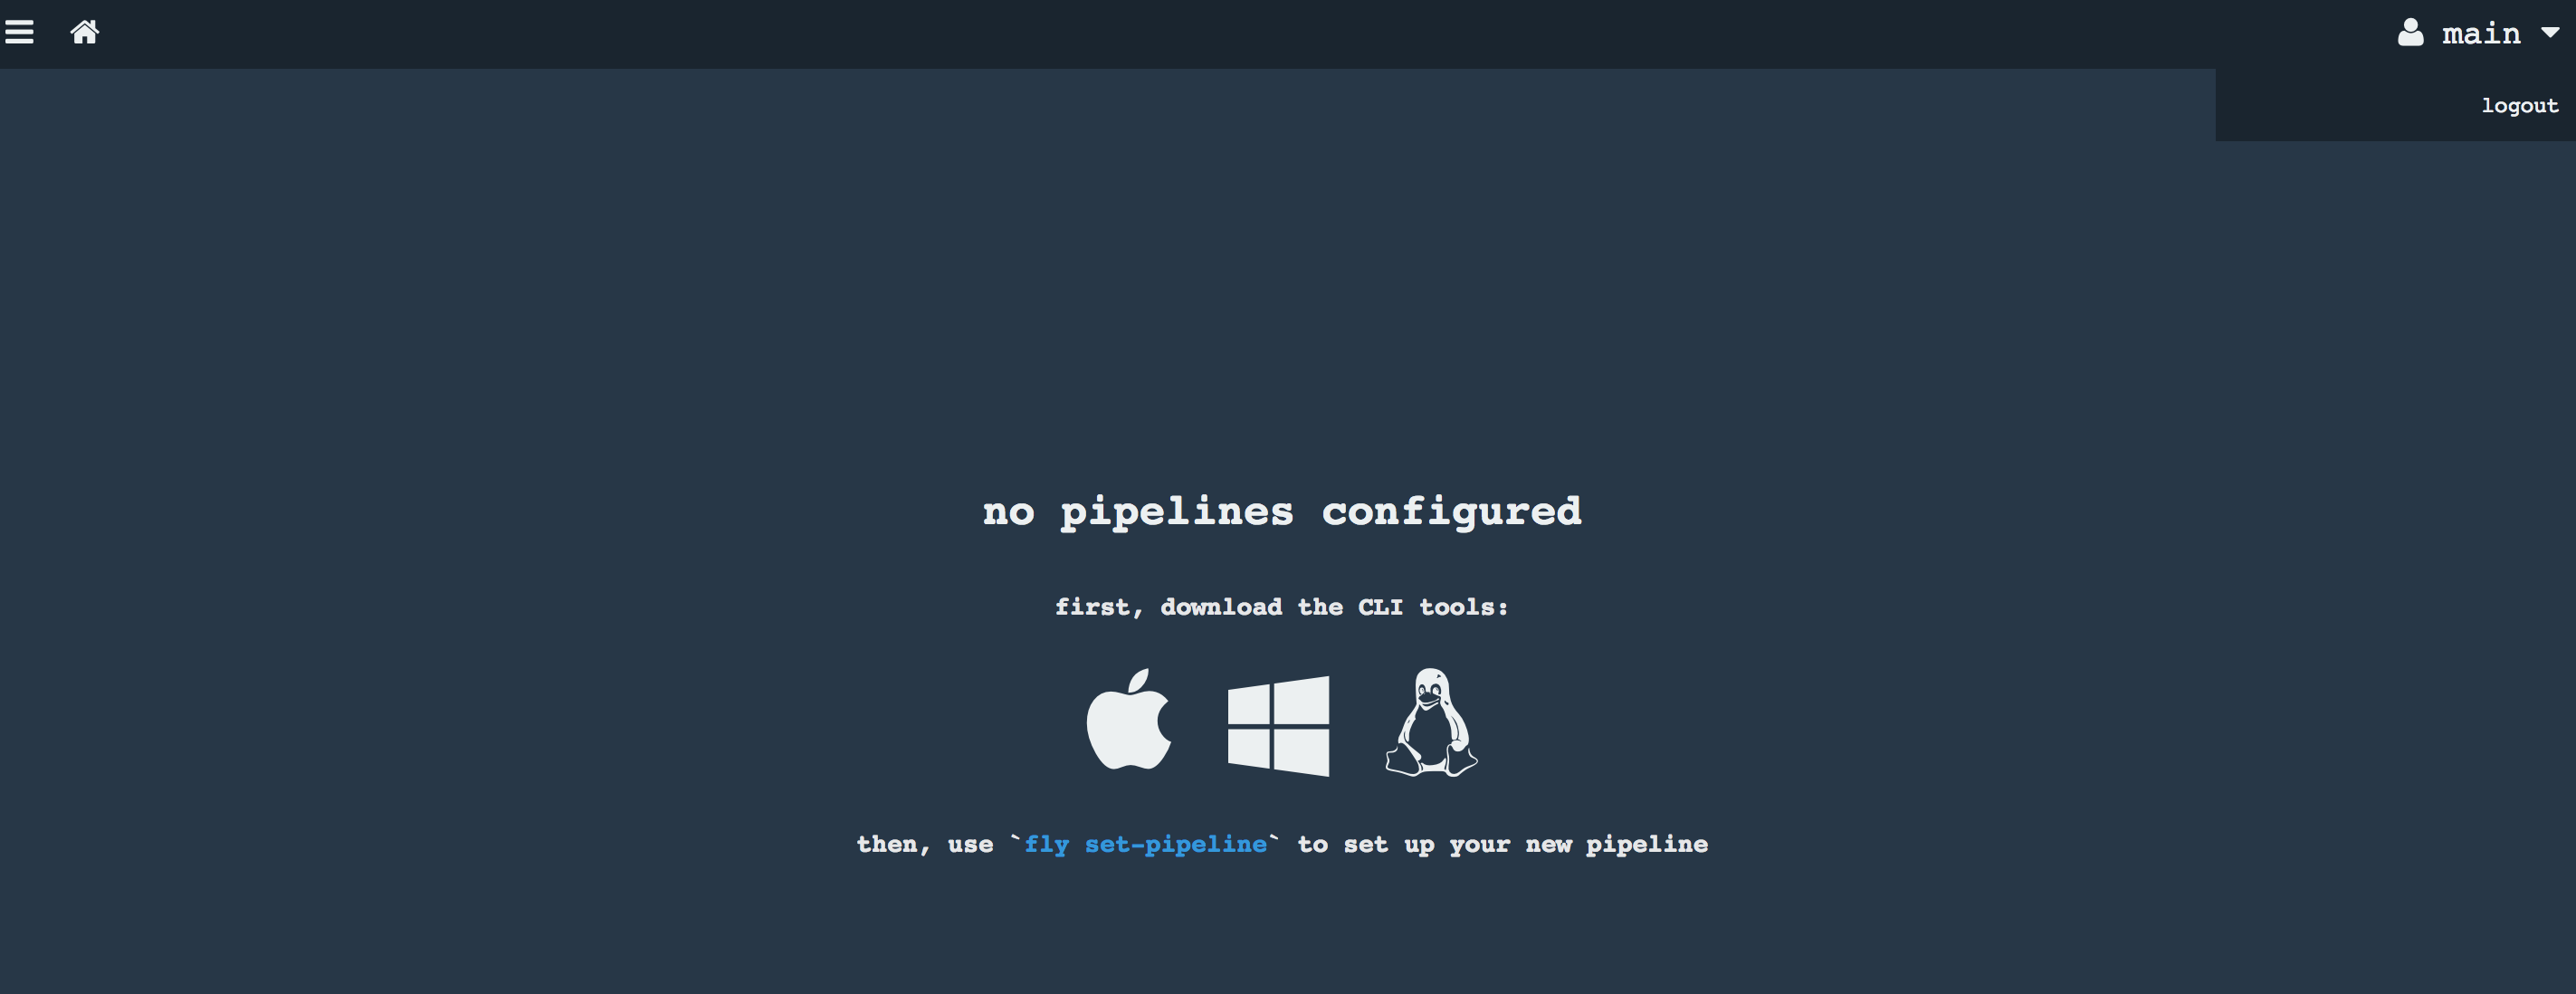 main
logout
no pipelines configured
first, download the CLI tools:
then, use `fly set-pipeline` to set up your new pipeline